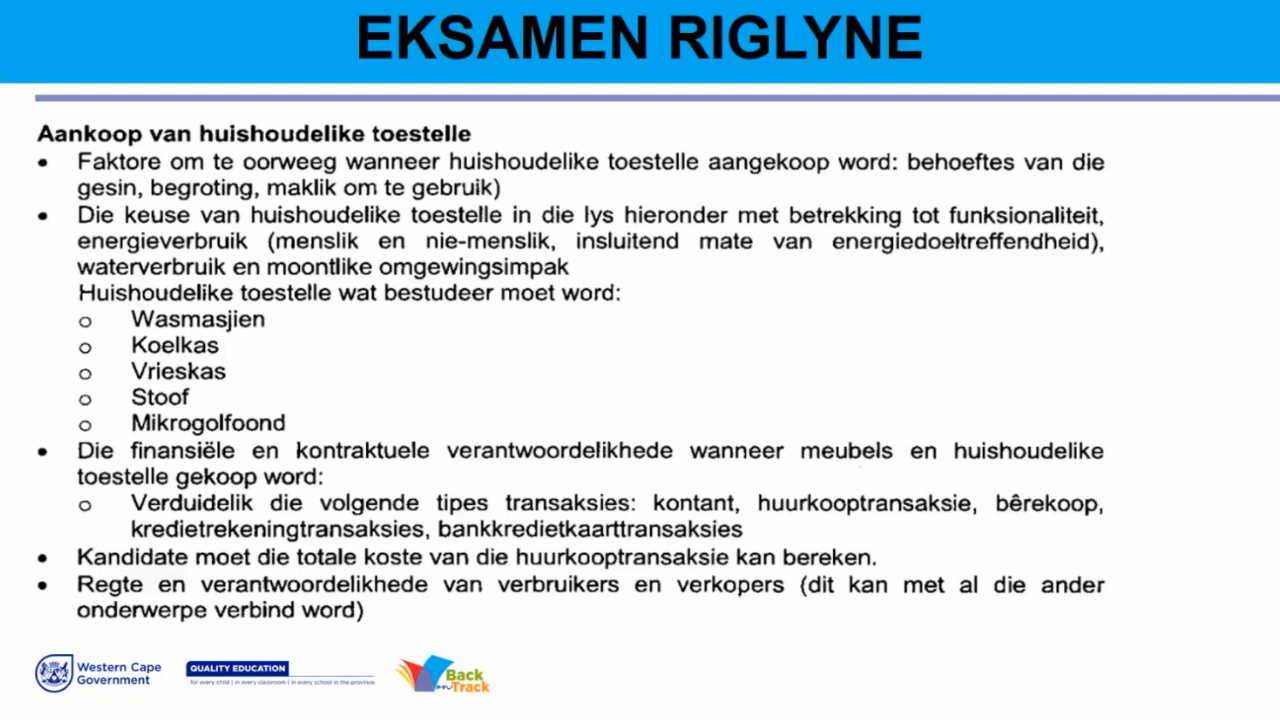 EKSAMEN RIGLYNE
Aankoop van huishoudelike toestelle
• Faktore om te oorweeg wanneer huishoudelike toestelle aangekoop word: behoeftes van die
gesin, begroting, maklik om te gebruik)
• Die keuse van huishoudelike toestelle in die lys hieronder met betrekking tot funksionaliteit,
energieverbruik (menslik en nie-menslik, insluitend mate van energiedoeltreffendheid),
waterverbruik en moontlike omgewingsimpak
Huishoudelike toestelle wat bestudeer moet word:
o Wasmasjien
o Koelkas
o Vrieskas
o Stoof
o Mikrogolfoond
• Die finansiële en kontraktuele verantwoordelikhede wanneer meubels en huishoudelike
toestelle gekoop word:
o Verduidelik die volgende tipes transaksies: kontant, huurkooptransaksie, bêrekoop,
kredietrekeningtransaksies, bankkredietkaarttransaksies
• Kandidate moet die totale koste van die huurkooptransaksie kan bereken.
• Regte en verantwoordelikhede van verbruikers en verkopers (dit kan met al die ander
onderwerpe verbind word)
Western Cape
Government
QUALITY EDUCATION
for every child | in every classroom | in every school in the province.
Back
on Track